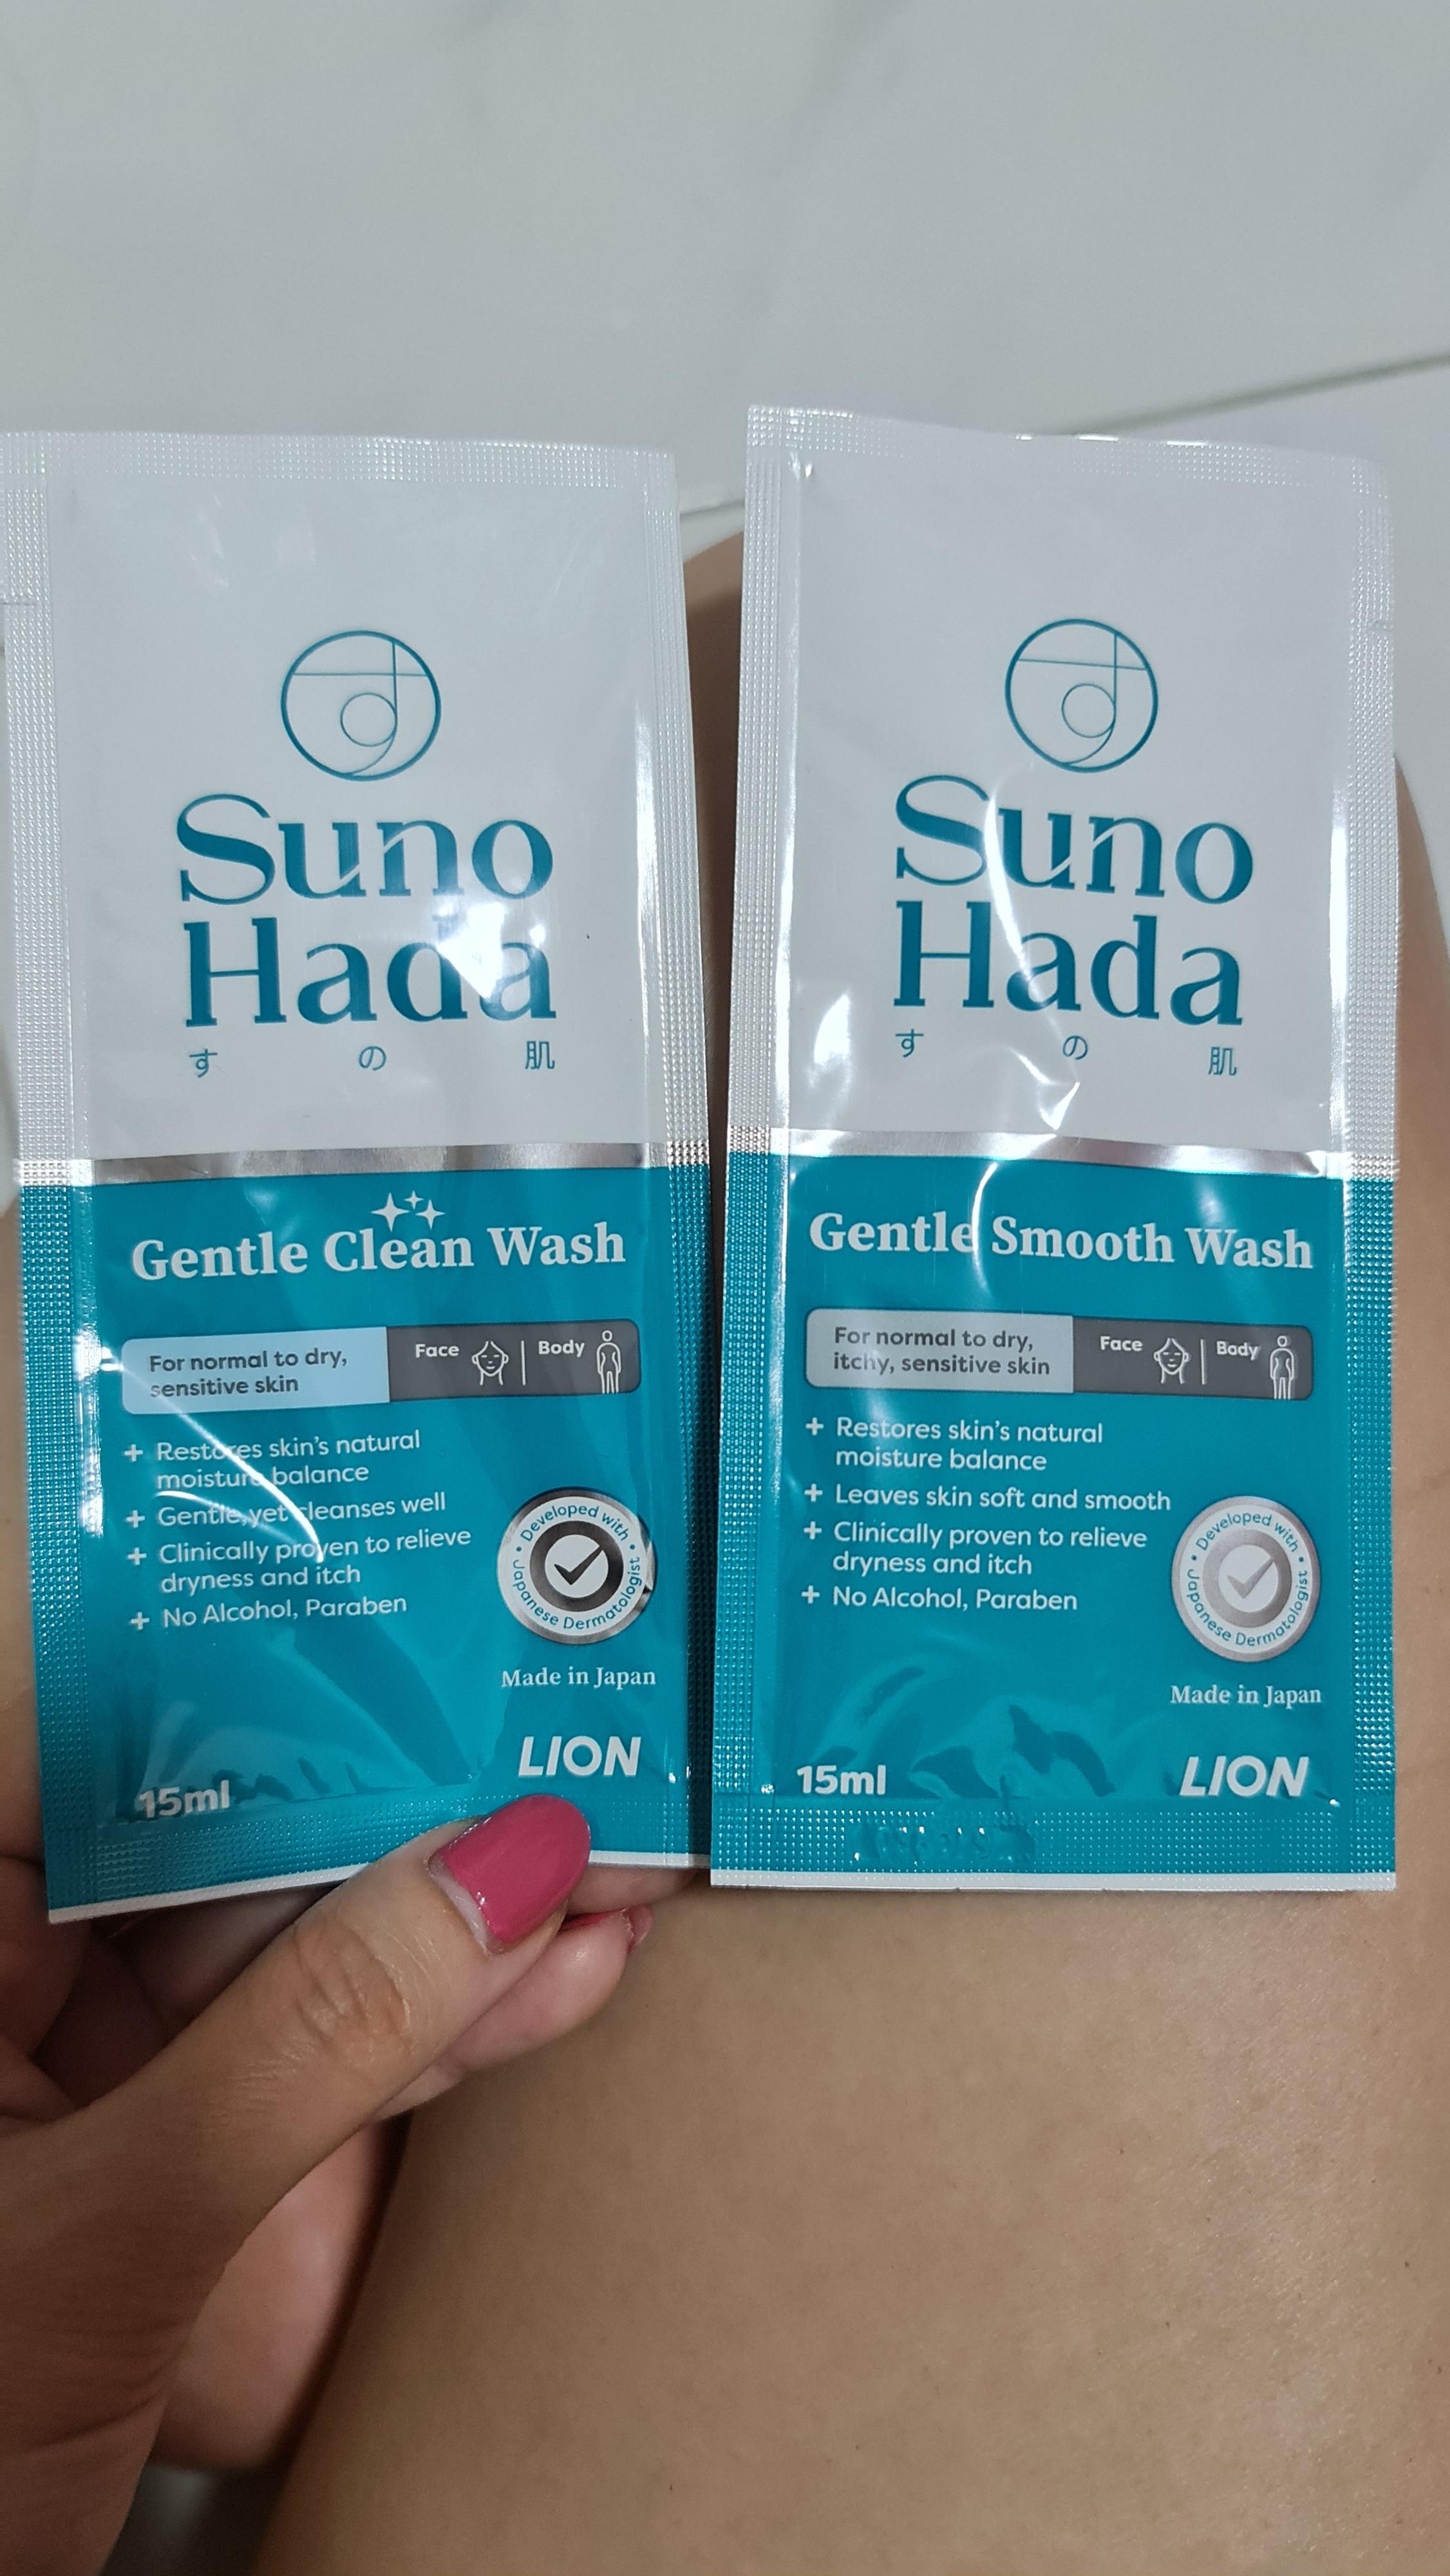 Suno
Hada
す の 肌
Gentle Clean Wash
For normal to dry,
sensitive skin
Face
Body
+ Restores skin's natural
moisture balance
+ Gentle, yet cleanses well
+ Clinically proven to relieve
dryness and itch
+ No Alcohol, Paraben
Developed with
Japanese Dermatologist
Made in Japan
15ml
LION
Suno
Hada
す の 肌
Gentle Smooth Wash
For normal to dry,
itchy, sensitive skin
Face
Body
+ Restores skin's natural
moisture balance
+ Leaves skin soft and smooth
+ Clinically proven to relieve
dryness and itch
+ No Alcohol, Paraben
Developed with
Japanese Dermatologist
Made in Japan
15ml
LION